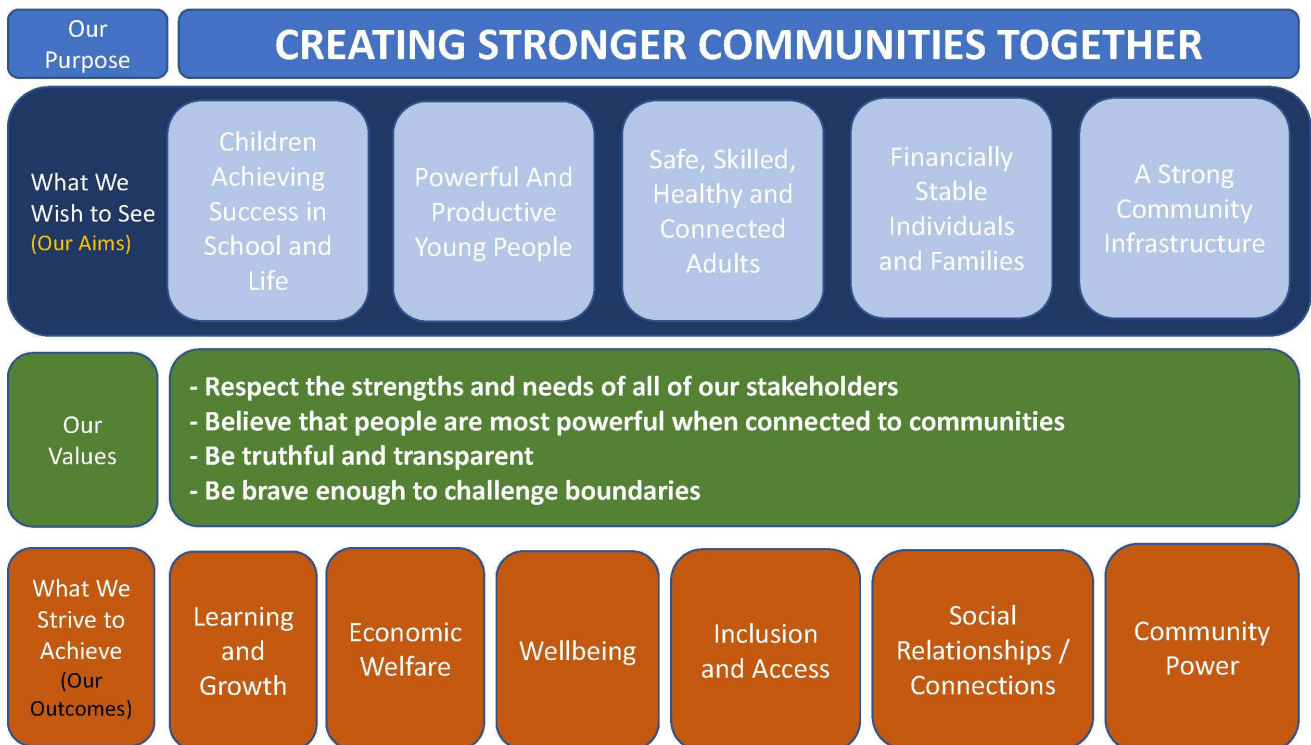 Our
Purpose
CREATING STRONGER COMMUNITIES TOGETHER
What We
Wish to See
(Our Aims)
Children
Achieving
Success in
School and
Life
Powerful And
Productive
Young People
Safe, Skilled,
Healthy and
Connected
Adults
Financially
Stable
Individuals
and Families
A Strong
Community
Infrastructure
Our
Values
- Respect the strengths and needs of all of our stakeholders
- Believe that people are most powerful when connected to communities
- Be truthful and transparent
- Be brave enough to challenge boundaries
What We
Strive to
Achieve
(Our
Outcomes)
Learning
and
Growth
Economic
Welfare
Wellbeing
Inclusion
and Access
Social
Relationships /
Connections
Community
Power